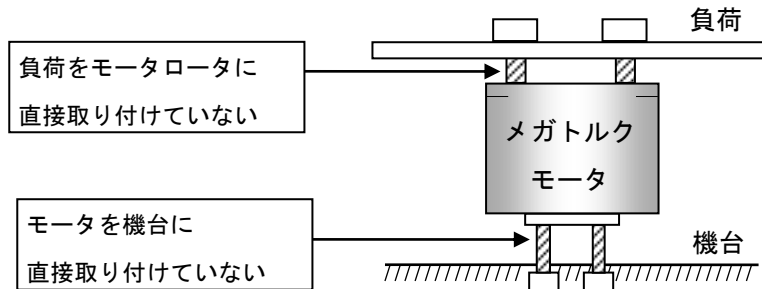 負荷
負荷をモータロータに
直接取り付けていない
メガトルク
モータ
モータを機台に
直接取り付けていない
機台